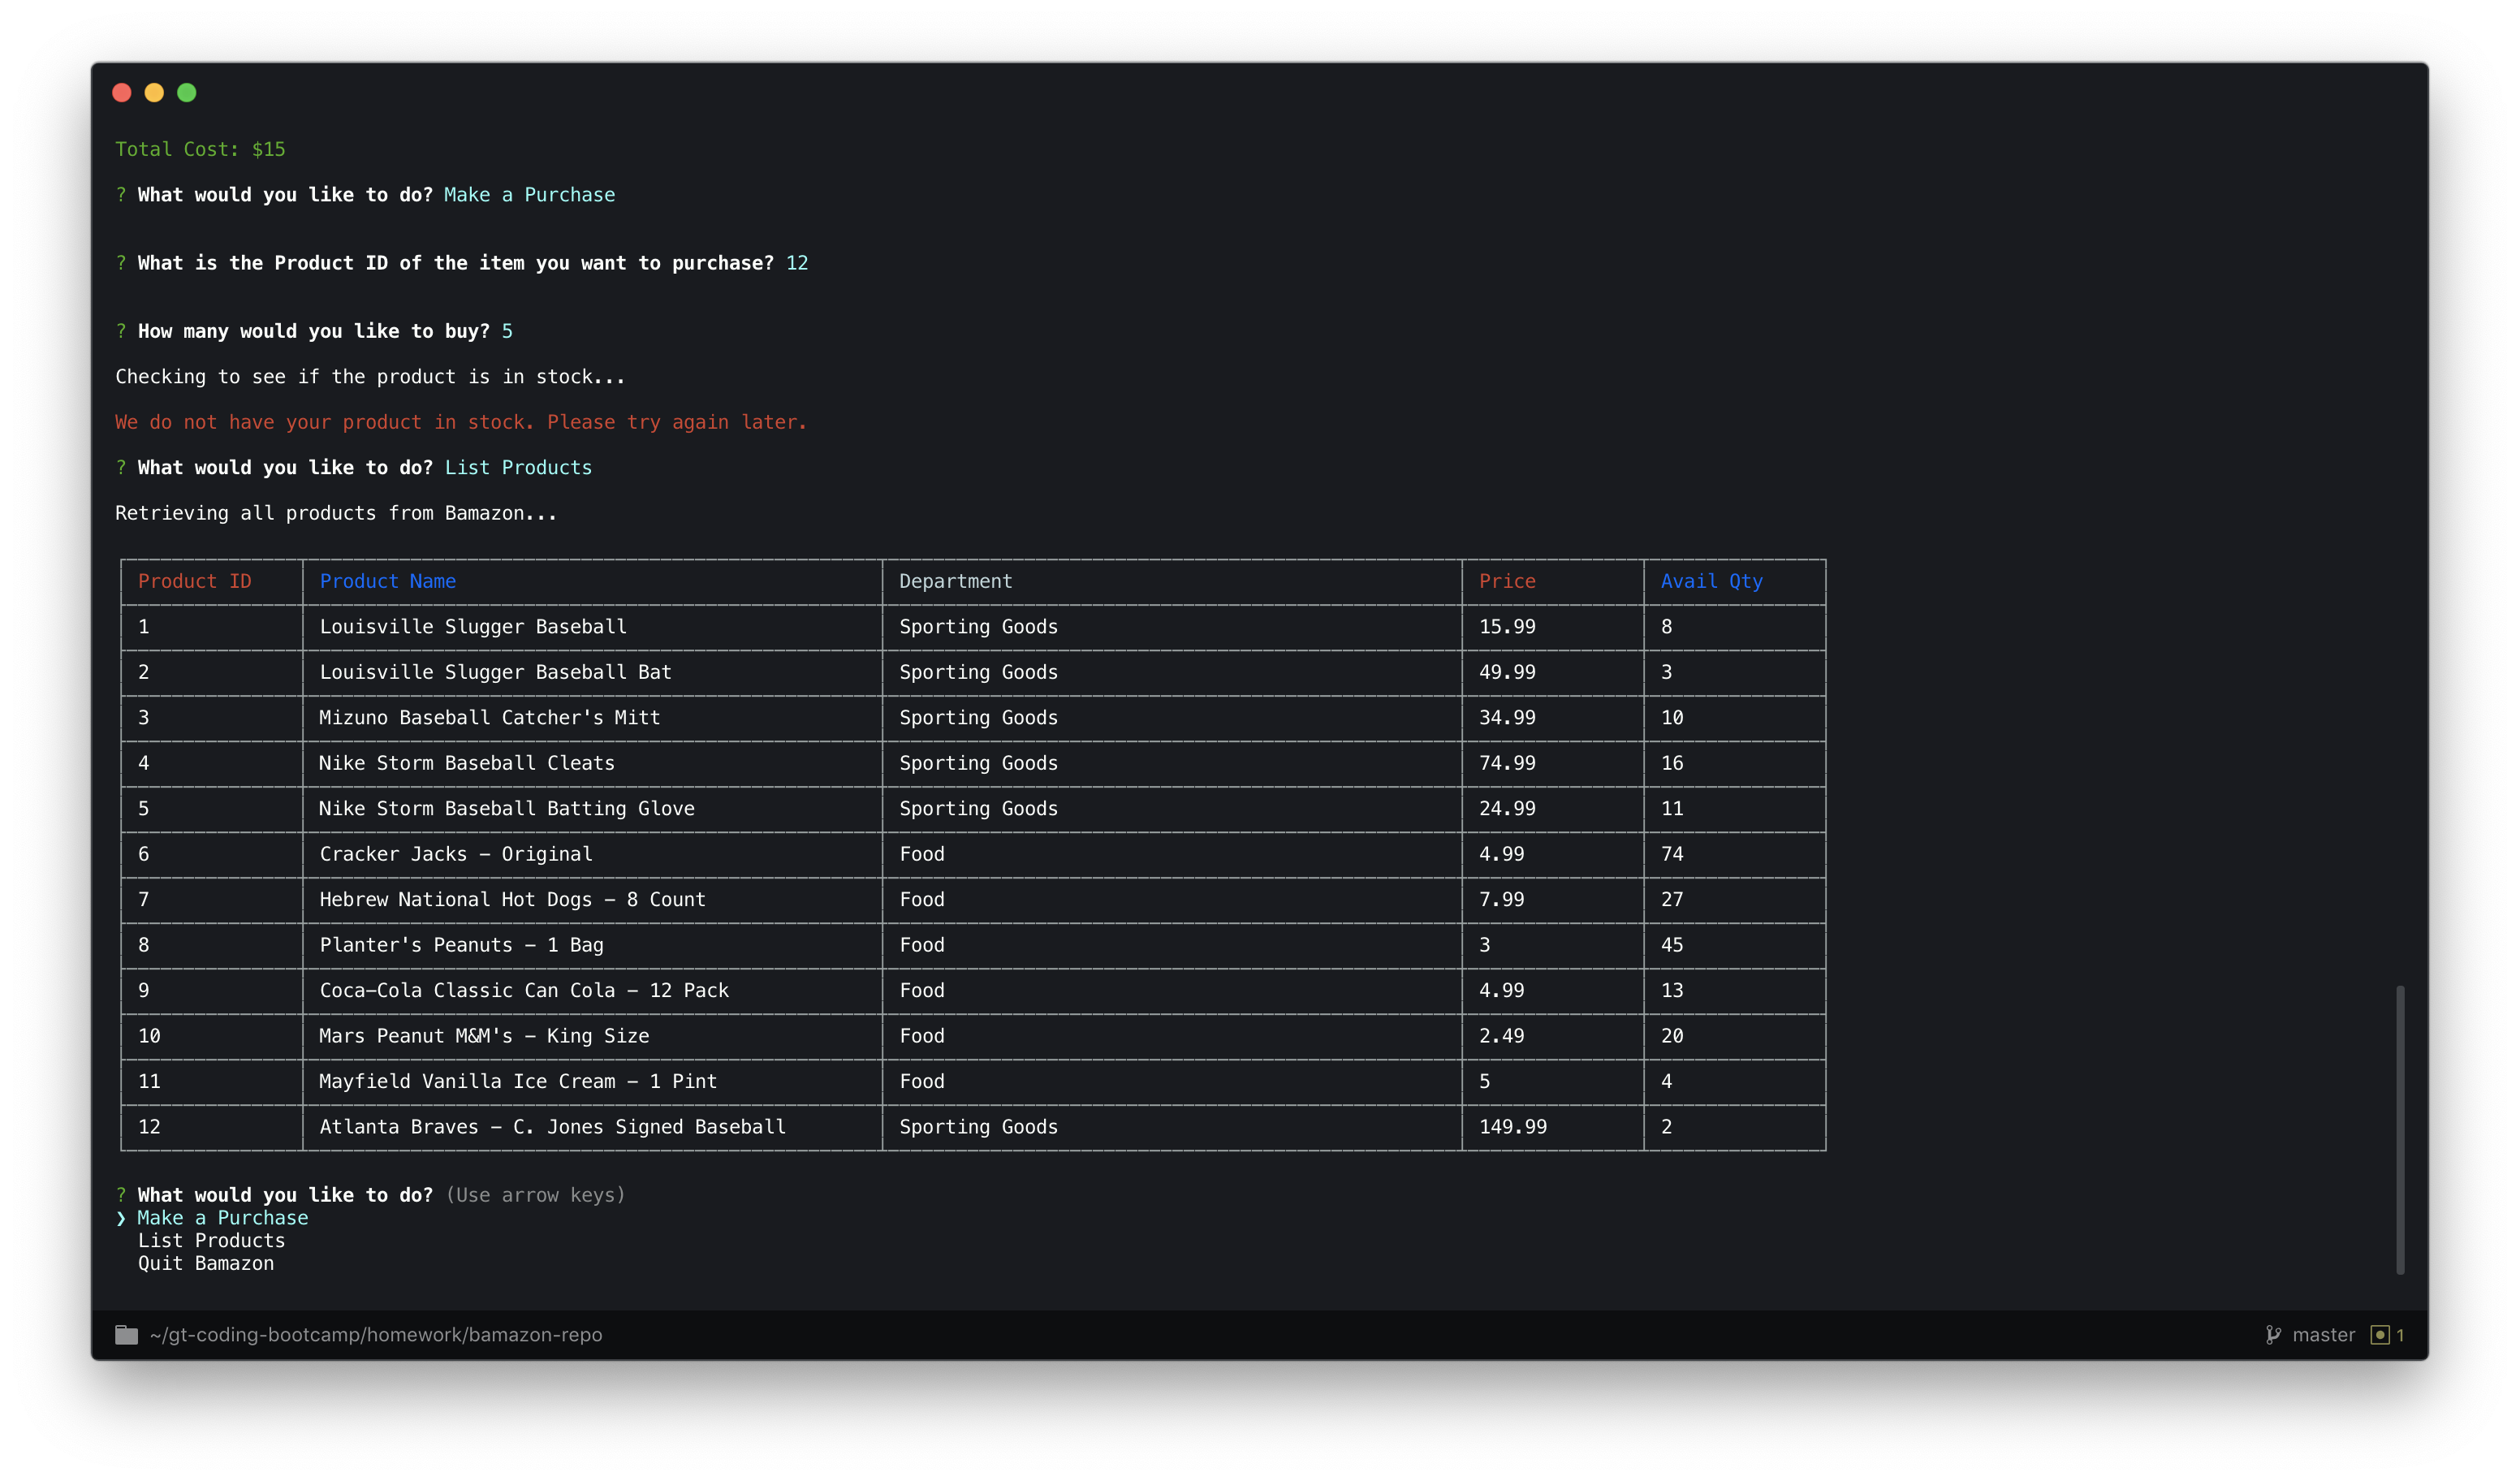 Total Cost: $15
? What would you like to do? Make a Purchase
? What is the Product ID of the item you want to purchase? 12
? How many would you like to buy? 5
Checking to see if the product is in stock...
We do not have your product in stock. Please try again later.
? What would you like to do? List Products
Retrieving all products from Bamazon...
Product ID Product Name Department Price Avail Qty
1 Louisville Slugger Baseball Sporting Goods 15.99 8
2 Louisville Slugger Baseball Bat Sporting Goods 49.99 3
3 Mizuno Baseball Catcher's Mitt Sporting Goods 34.99 10
4 Nike Storm Baseball Cleats Sporting Goods 74.99 16
5 Nike Storm Baseball Batting Glove Sporting Goods 24.99 11
6 Cracker Jacks - Original Food 4.99 74
7 Hebrew National Hot Dogs - 8 Count Food 7.99 27
8 Planter's Peanuts - 1 Bag Food 3 45
9 Coca-Cola Classic Can Cola - 12 Pack Food 4.99 13
10 Mars Peanut M&M's - King Size Food 2.49 20
11 Mayfield Vanilla Ice Cream - 1 Pint Food 5 4
12 Atlanta Braves - C. Jones Signed Baseball Sporting Goods 149.99 2
? What would you like to do? (Use arrow keys)
❯ Make a Purchase
List Products
Quit Bamazon
~/gt-coding-bootcamp/homework/bamazon-repo master 1